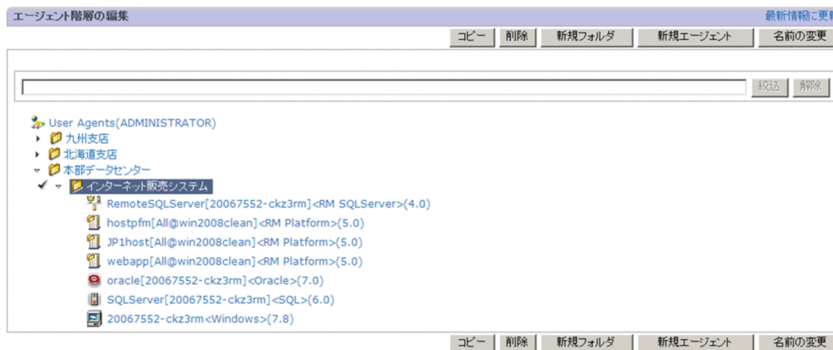 エージェント階層の編集 最新情報に更新
コピー 削除 新規フォルダ 新規エージェント 名前の変更
絞込 解除
User Agents(ADMINISTRATOR)
九州支店
北海道支店
本部データセンター
インターネット販売システム
RemoteSQLServer[20067552-ckz3rm]<RM SQLServer>(4.0)
hostpfm[All@win2008clean]<RM Platform>(5.0)
JP1host[All@win2008clean]<RM Platform>(5.0)
webapp[All@win2008clean]<RM Platform>(5.0)
oracle[20067552-ckz3rm]<Oracle>(7.0)
SQLServer[20067552-ckz3rm]<SQL>(6.0)
20067552-ckz3rm<Windows>(7.8)
コピー 削除 新規フォルダ 新規エージェント 名前の変更